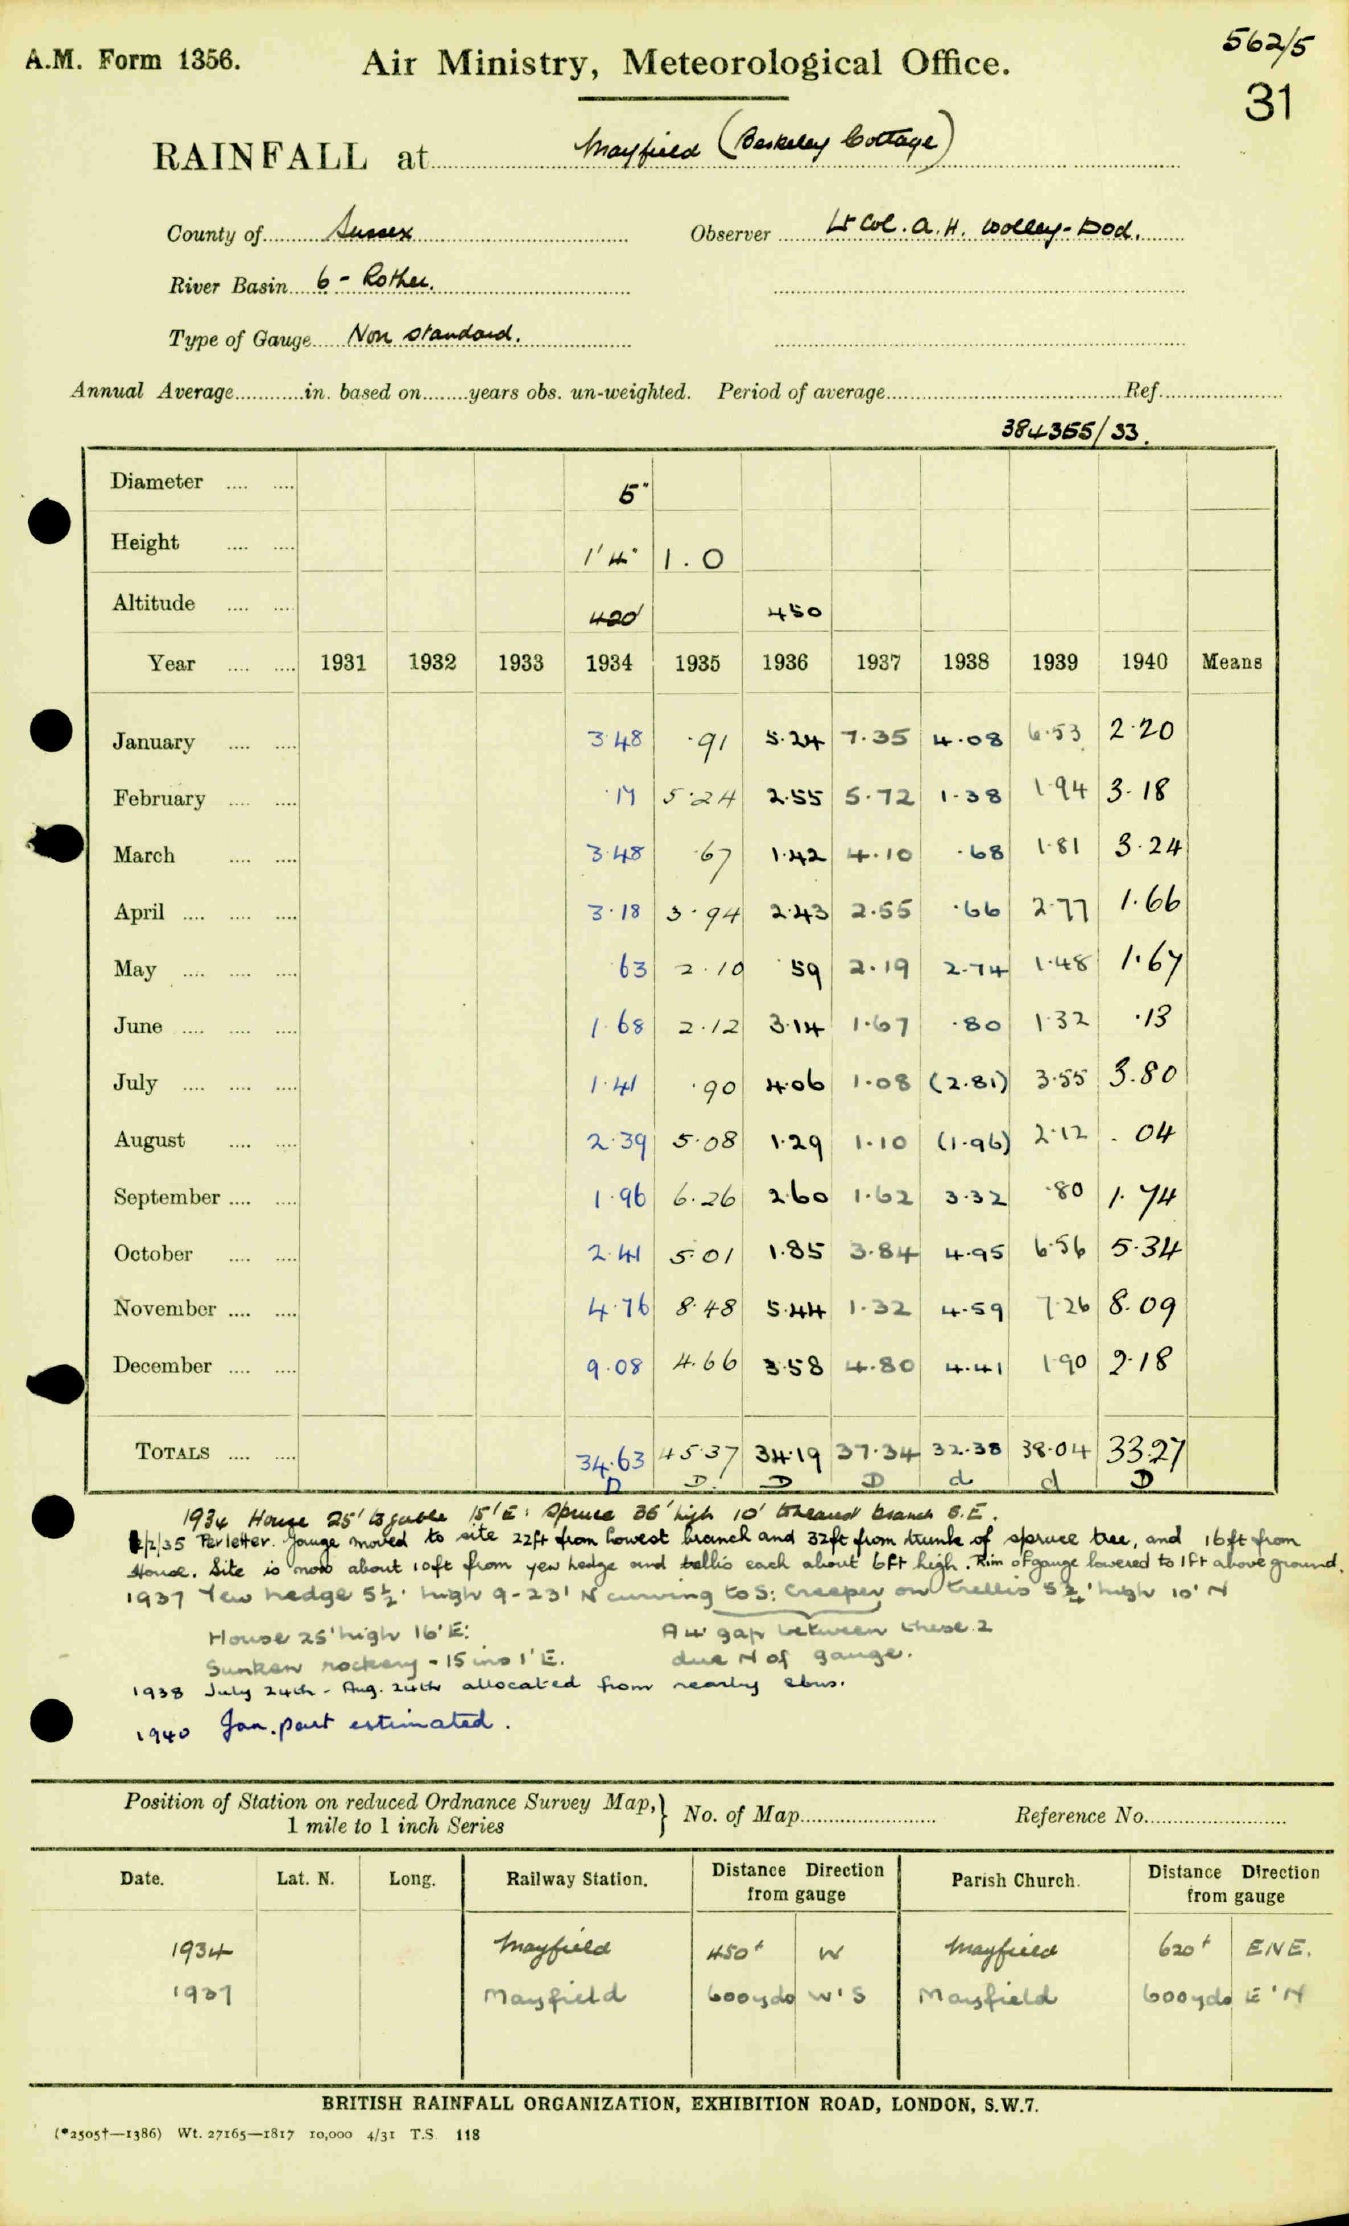 562/5
A.M. Form 1356. Air Ministry, Meteorological Office.
31
RAINFALL at Mayfield (Berkeley Cottage)
County of Sussex Observer Lt Col. A. H. Wolley-Dod.
River Basin 6 - Rother.
Type of Gauge Non standard.
Annual Average in. based on years obs. un-weighted. Period of average Ref.
384355/33.
Diameter 5"
Height 1'4" 1.0
Altitude 420 450
Year 1931 1932 1933 1934 1935 1936 1937 1938 1939 1940 Means
January 3.48 .91 5.24 7.35 4.08 6.53 2.20
February .17 5.24 2.55 5.72 1.38 1.94 3.18
March 3.48 .67 1.42 4.10 .68 1.81 3.24
April 3.18 3.94 2.43 2.55 .66 2.77 1.66
May 63 2.10 .59 2.19 2.74 1.48 1.67
June 1.68 2.12 3.14 1.67 .80 1.32 .13
July 1.41 .90 4.06 1.08 (2.81) 3.55 3.80
August 2.39 5.08 1.29 1.10 (1.96) 2.12 .04
September 1.96 6.26 2.60 1.62 3.32 .80 1.74
October 2.41 5.01 1.85 3.84 4.95 6.56 5.34
November 4.76 8.48 5.44 1.32 4.59 7.26 8.09
December 9.08 4.66 3.58 4.80 4.41 1.90 2.18
TOTALS 34.63 45.37 34.19 37.34 32.38 38.04 33.27
D D. D D d d D
1934 House 25' to gable 15' E: Spruce 36' high 10' to nearest branch S.E.
2/2/35 Per letter. Gauge moved to site 22ft from lowest branch and 32ft from trunk of spruce tree, and 16ft from
House. Site is now about 10ft from yew hedge and trellis each about 6ft high. Rim of gauge lowered to 1ft above ground.
1937 Yew hedge 5½' high 9-23' N curving to S: Creeper on trellis 5¾' high 10' N
House 25' high 16' E: A 4' gap between these 2
Sunken rockery - 15 ins 1' E. due N of gauge.
1938 July 24th - Aug. 24th allocated from nearby obns.
1940 Jan. part estimated.
Position of Station on reduced Ordnance Survey Map, } No. of Map Reference No.
1 mile to 1 inch Series
Date. Lat. N. Long. Railway Station. Distance Direction from gauge Parish Church. Distance Direction from gauge
1934 Mayfield 450x W Mayfield 620x ENE.
1937 Mayfield 600yds W'S Mayfield 600yds E'N
BRITISH RAINFALL ORGANIZATION, EXHIBITION ROAD, LONDON, S.W.7.
(*2505†—1386) Wt. 27165—1817 10,000 4/31 T.S. 118